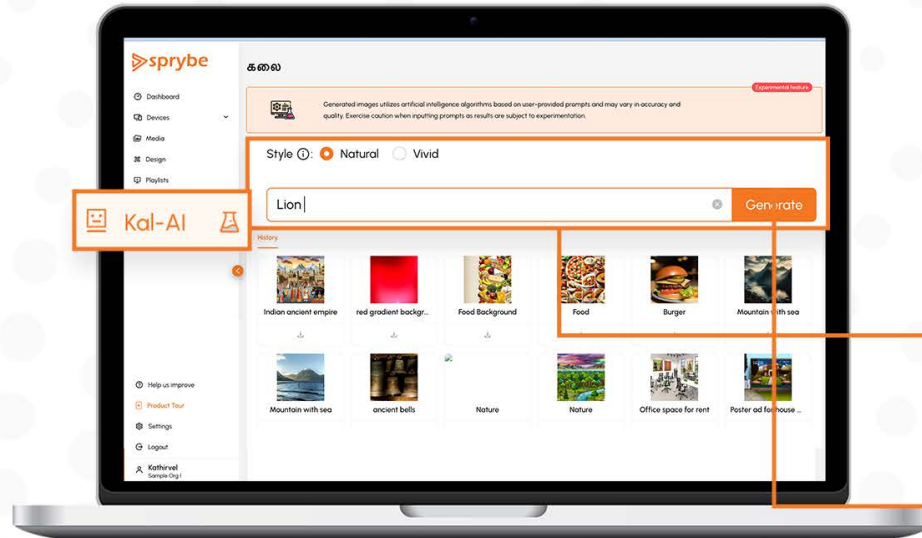 sprybe
கலை
Dashboard
Devices
Media
Design
Playlists
Kal-AI
Experimental feature
Generated images utilizes artificial intelligence algorithms based on user-provided prompts and may vary in accuracy and
quality. Exercise caution when inputting prompts as results are subject to experimentation.
Style : Natural Vivid
Lion
Generate
History
Indian ancient empire
red gradient backgr...
Food Background
Food
Burger
Mountain with sea
Mountain with sea
ancient bells
Nature
Nature
Office space for rent
Poster ad for house ...
Help us improve
Product Tour
Settings
Logout
Kathirvel
Sample Org 1